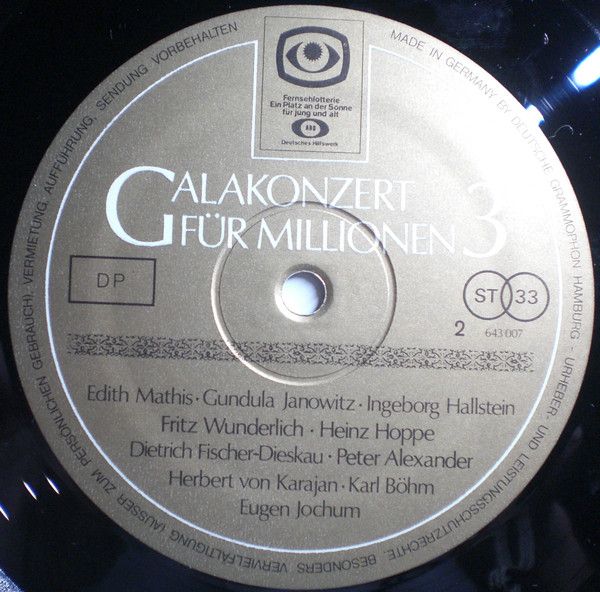 Fernsehlotterie
Ein Platz an der Sonne
für jung und alt
ARD
Deutsches Hilfswerk
GALAKONZERT
FÜR MILLIONEN 3
DP
ST 33
2 643 007
Edith Mathis · Gundula Janowitz · Ingeborg Hallstein
Fritz Wunderlich · Heinz Hoppe
Dietrich Fischer-Dieskau · Peter Alexander
Herbert von Karajan · Karl Böhm
Eugen Jochum
MADE IN GERMANY BY DEUTSCHE GRAMMOPHON HAMBURG - URHEBER- UND LEISTUNGSSCHUTZRECHTE, BESONDERS VERVIELFÄLTIGUNG (AUSSER ZUM PERSÖNLICHEN GEBRAUCH), VERMIETUNG, AUFFÜHRUNG, SENDUNG VORBEHALTEN